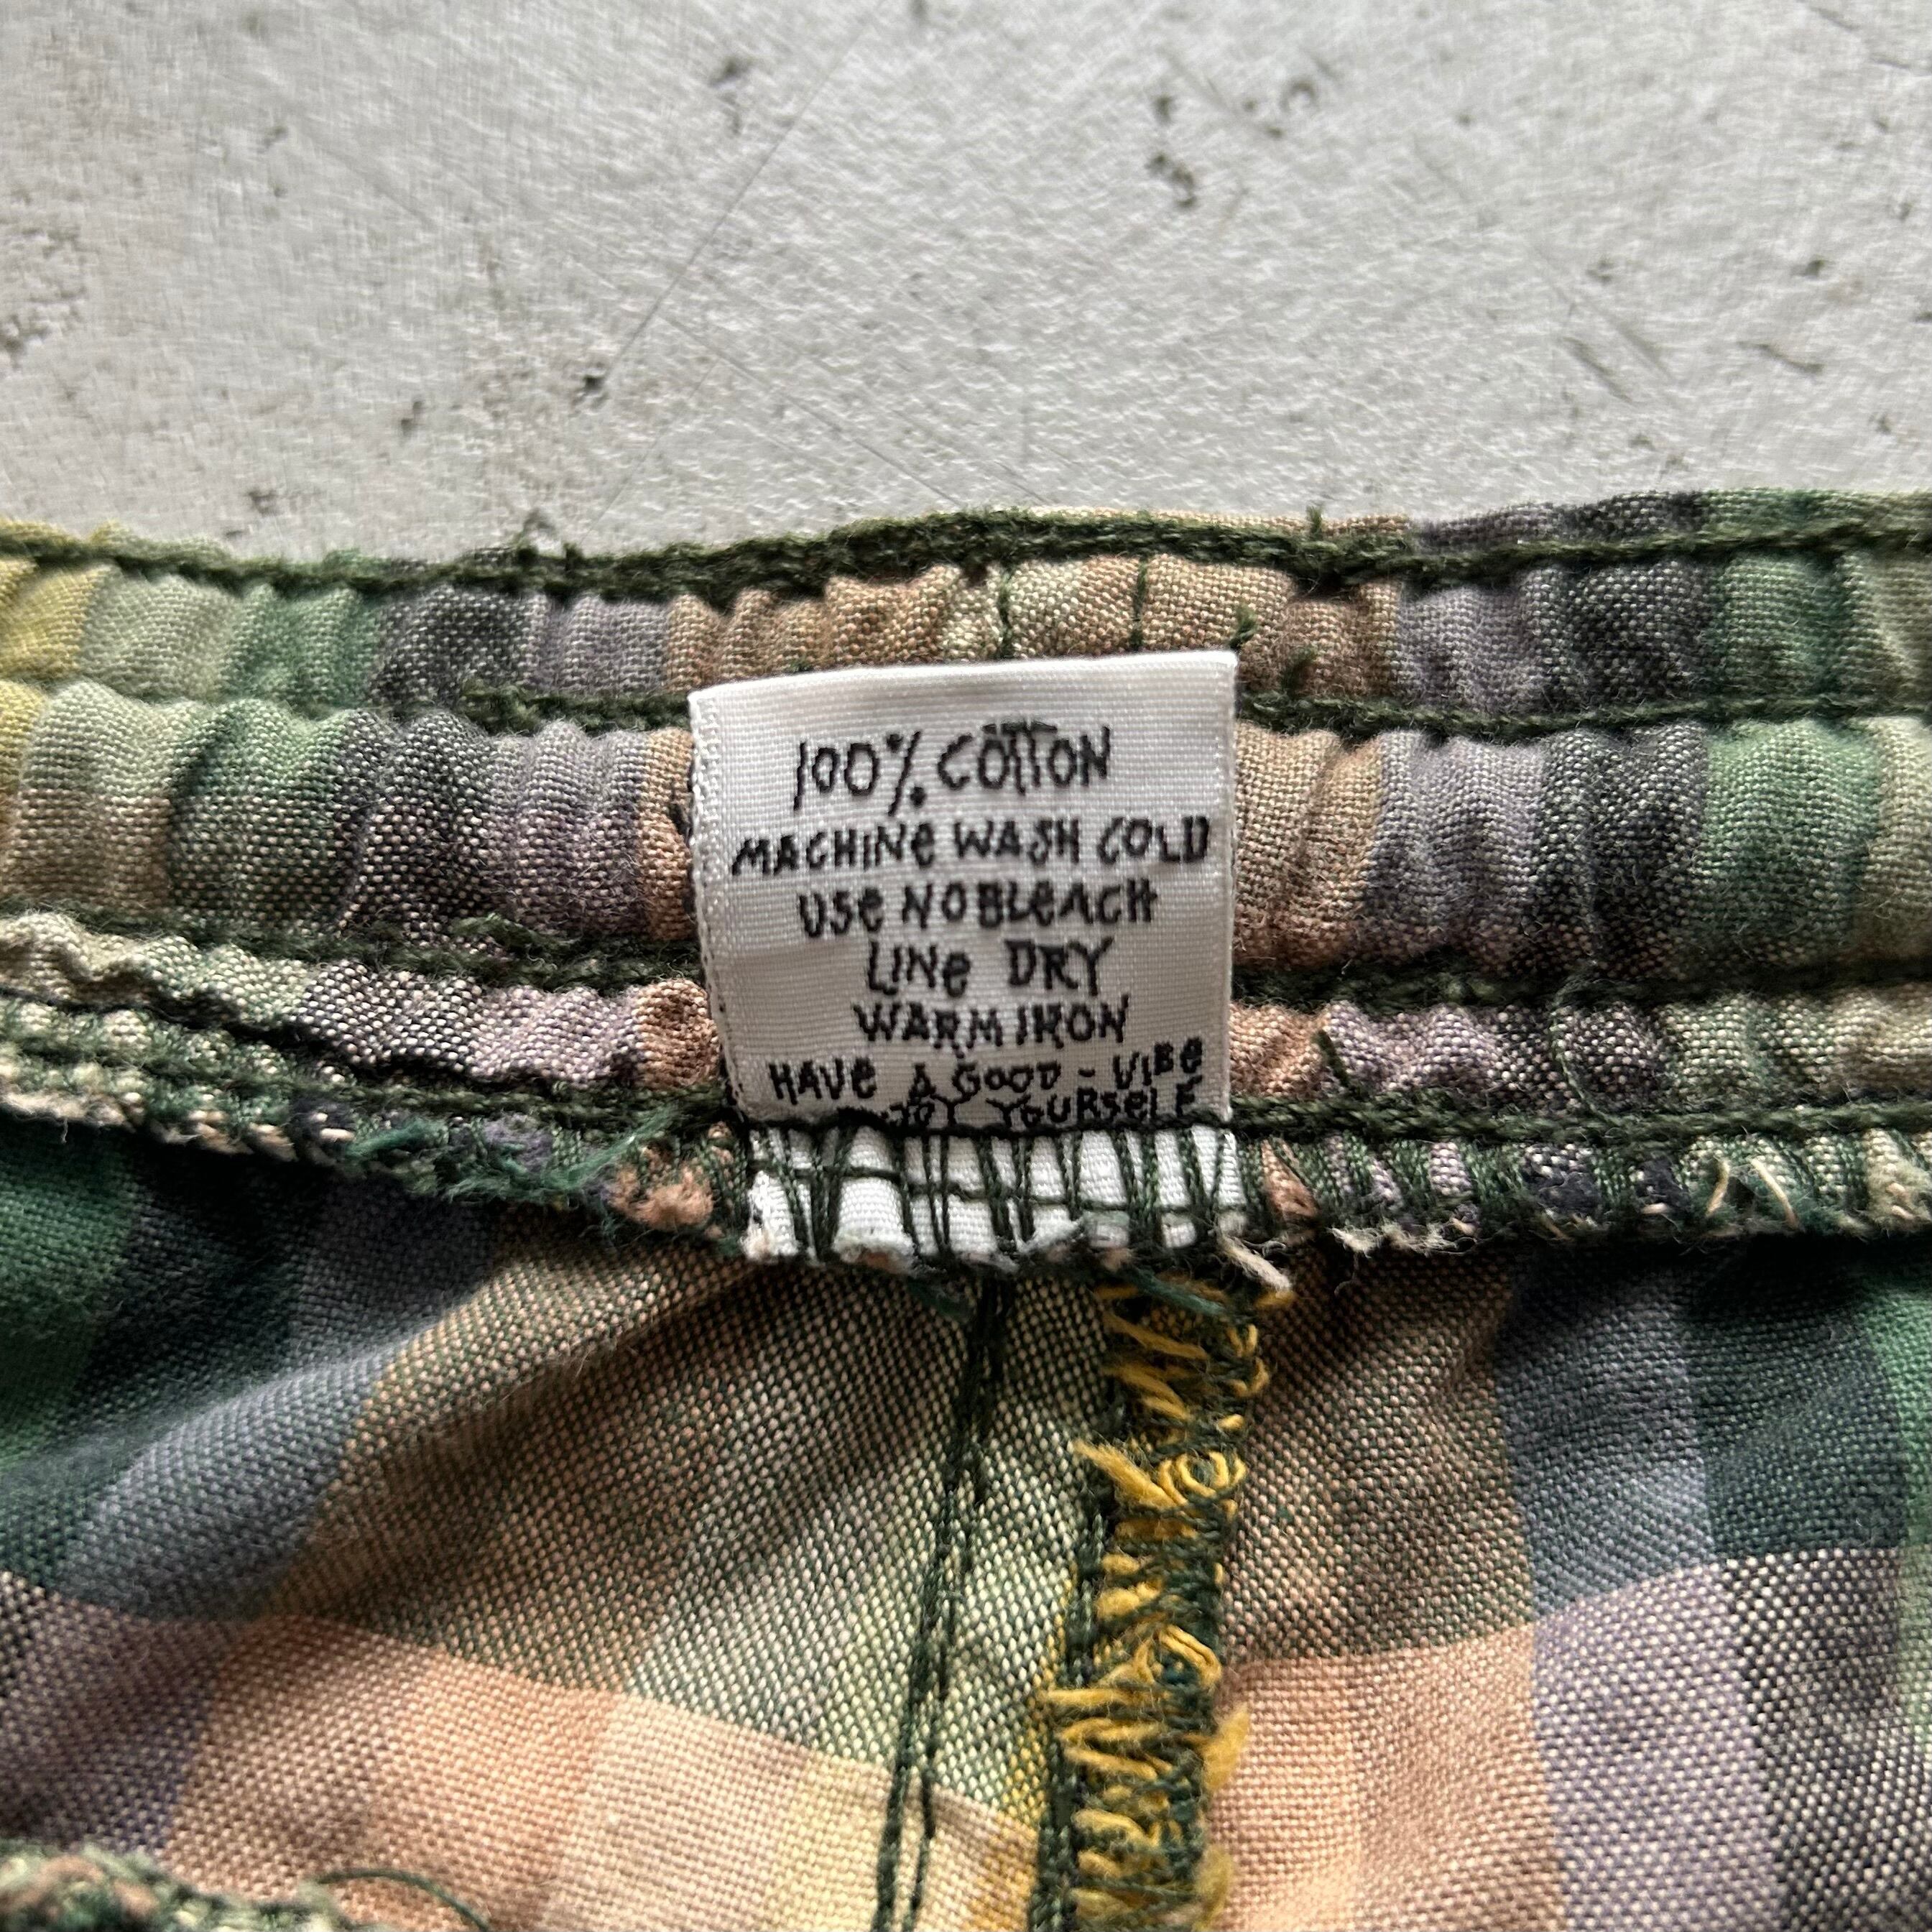 100% COTTON
MACHINe WASH COLD
USe NO BLeACH
LINe DRY
WARM IRON
HAVe A GOOD - VIBe
YOURSeLF